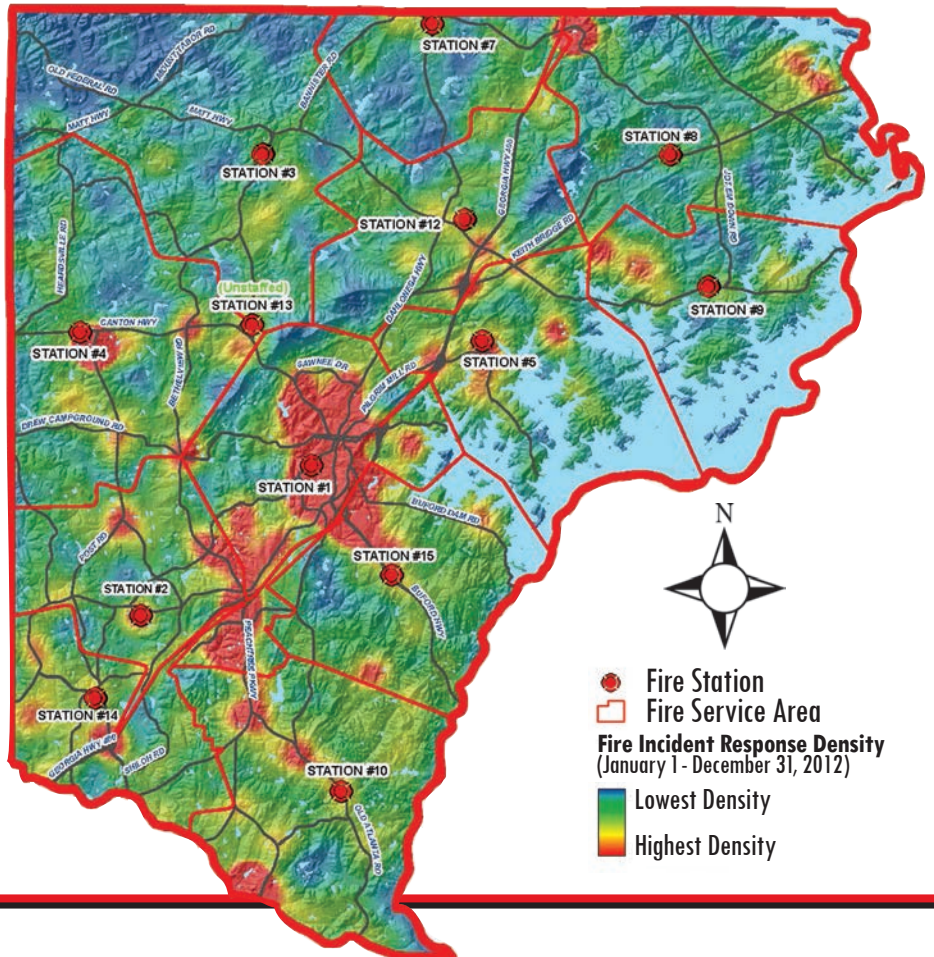 STATION #7
MOUNT TABOR RD
OLD FEDERAL RD
BANNISTER RD
MATT HWY
MATT HWY
STATION #8
GEORGIA HWY 400
STATION #3
JOT EM DOWN RD
STATION #12
KEITH BRIDGE RD
HEARDSVILLE RD
DAHLONEGA HWY
(Unstaffed)
STATION #13
STATION #9
CANTON HWY
STATION #4
BETHELVIEW RD
SAWNEE DR
PILGRIM MILL RD
STATION #5
DREW CAMPGROUND RD
STATION #1
BUFORD DAM RD
N
POST RD
STATION #15
STATION #2
BUFORD HWY
PEACHTREE PKWY
STATION #14
GEORGIA HWY 400
SHILOH RD
STATION #10
OLD ATLANTA RD
Fire Station
Fire Service Area
Fire Incident Response Density
(January 1 - December 31, 2012)
Lowest Density
Highest Density